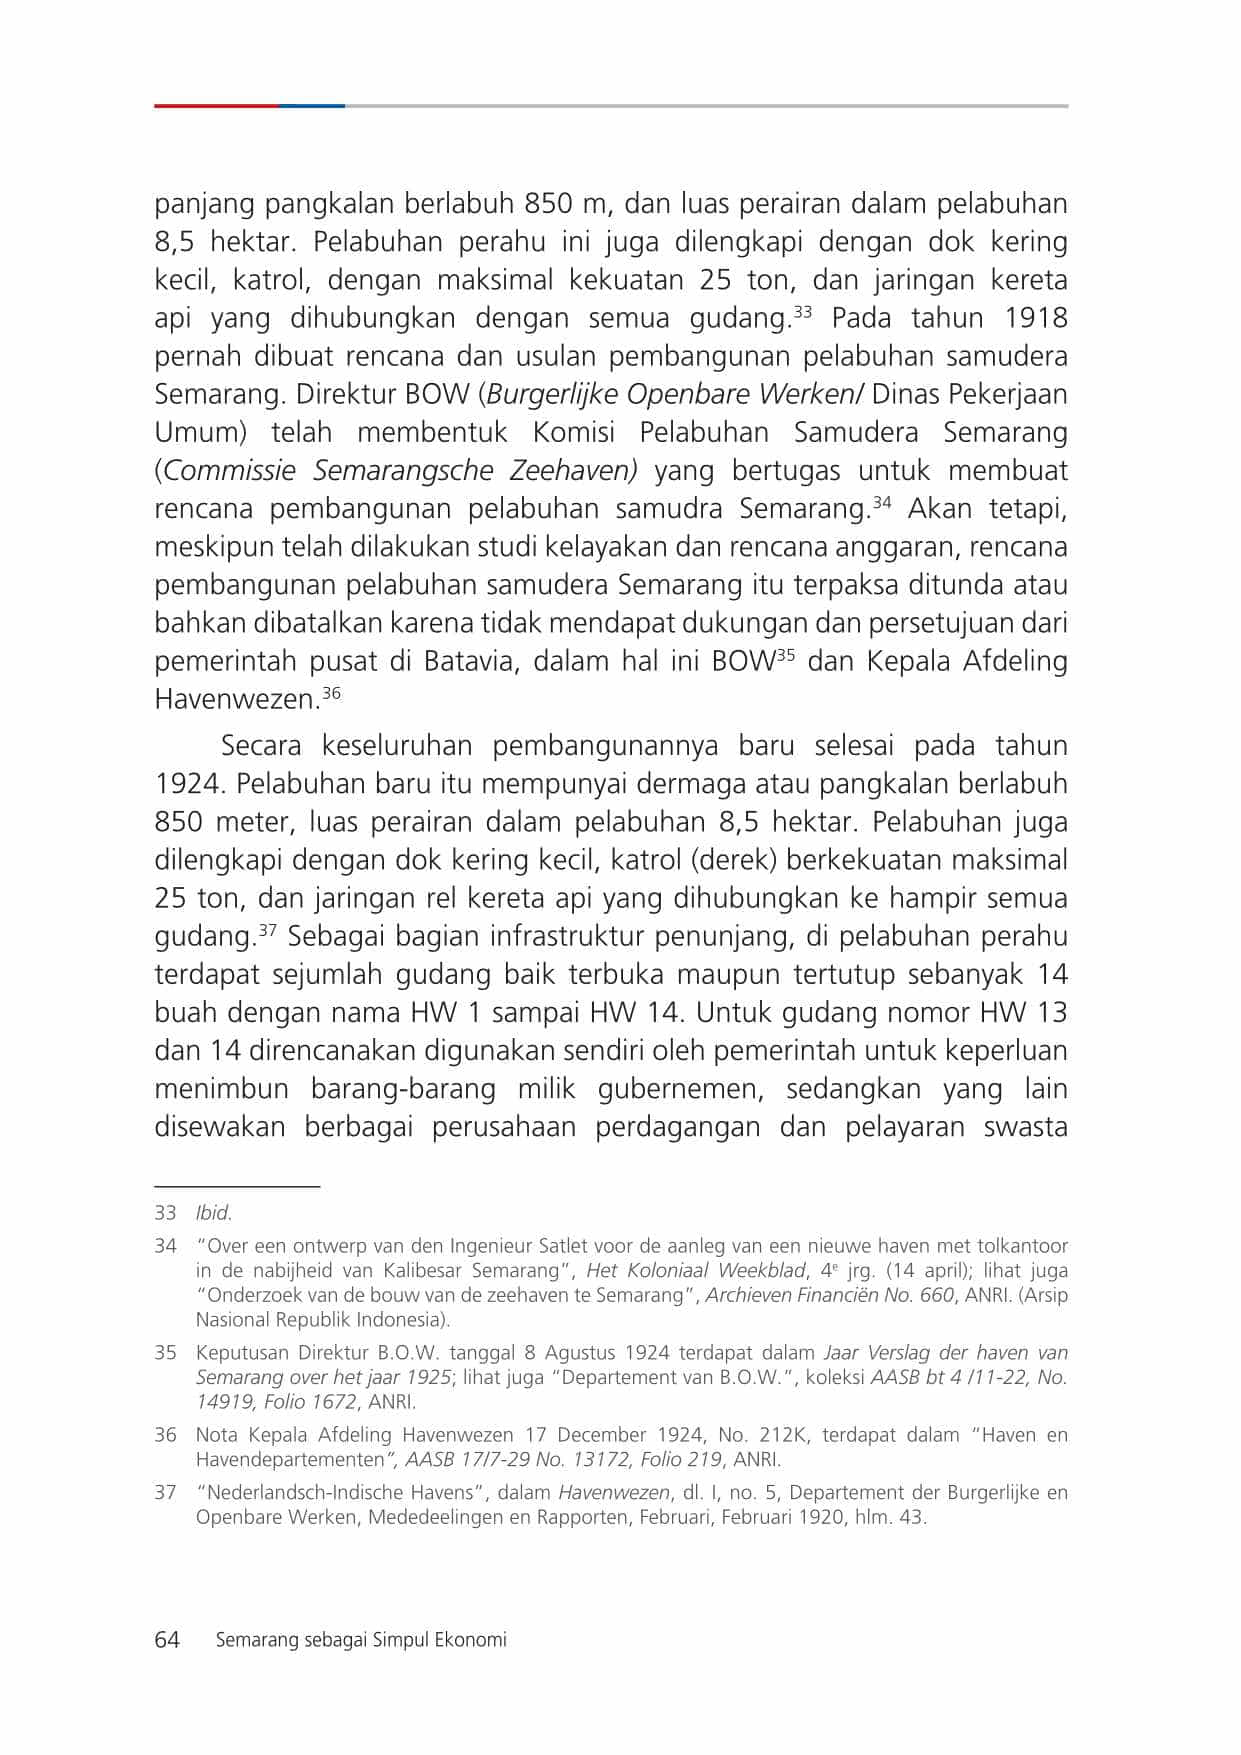 panjang pangkalan berlabuh 850 m, dan luas perairan dalam pelabuhan
8,5 hektar. Pelabuhan perahu ini juga dilengkapi dengan dok kering
kecil, katrol, dengan maksimal kekuatan 25 ton, dan jaringan kereta
api yang dihubungkan dengan semua gudang.33 Pada tahun 1918
pernah dibuat rencana dan usulan pembangunan pelabuhan samudera
Semarang. Direktur BOW (Burgerlijke Openbare Werken/ Dinas Pekerjaan
Umum) telah membentuk Komisi Pelabuhan Samudera Semarang
(Commissie Semarangsche Zeehaven) yang bertugas untuk membuat
rencana pembangunan pelabuhan samudra Semarang.34 Akan tetapi,
meskipun telah dilakukan studi kelayakan dan rencana anggaran, rencana
pembangunan pelabuhan samudera Semarang itu terpaksa ditunda atau
bahkan dibatalkan karena tidak mendapat dukungan dan persetujuan dari
pemerintah pusat di Batavia, dalam hal ini BOW35 dan Kepala Afdeling
Havenwezen.36
Secara keseluruhan pembangunannya baru selesai pada tahun
1924. Pelabuhan baru itu mempunyai dermaga atau pangkalan berlabuh
850 meter, luas perairan dalam pelabuhan 8,5 hektar. Pelabuhan juga
dilengkapi dengan dok kering kecil, katrol (derek) berkekuatan maksimal
25 ton, dan jaringan rel kereta api yang dihubungkan ke hampir semua
gudang.37 Sebagai bagian infrastruktur penunjang, di pelabuhan perahu
terdapat sejumlah gudang baik terbuka maupun tertutup sebanyak 14
buah dengan nama HW 1 sampai HW 14. Untuk gudang nomor HW 13
dan 14 direncanakan digunakan sendiri oleh pemerintah untuk keperluan
menimbun barang-barang milik gubernemen, sedangkan yang lain
disewakan berbagai perusahaan perdagangan dan pelayaran swasta
33 Ibid.
34 “Over een ontwerp van den Ingenieur Satlet voor de aanleg van een nieuwe haven met tolkantoor
in de nabijheid van Kalibesar Semarang”, Het Koloniaal Weekblad, 4e jrg. (14 april); lihat juga
“Onderzoek van de bouw van de zeehaven te Semarang”, Archieven Financiën No. 660, ANRI. (Arsip
Nasional Republik Indonesia).
35 Keputusan Direktur B.O.W. tanggal 8 Agustus 1924 terdapat dalam Jaar Verslag der haven van
Semarang over het jaar 1925; lihat juga “Departement van B.O.W.”, koleksi AASB bt 4 /11-22, No.
14919, Folio 1672, ANRI.
36 Nota Kepala Afdeling Havenwezen 17 December 1924, No. 212K, terdapat dalam “Haven en
Havendepartementen”, AASB 17/7-29 No. 13172, Folio 219, ANRI.
37 “Nederlandsch-Indische Havens”, dalam Havenwezen, dl. I, no. 5, Departement der Burgerlijke en
Openbare Werken, Mededeelingen en Rapporten, Februari, Februari 1920, hlm. 43.
64 Semarang sebagai Simpul Ekonomi